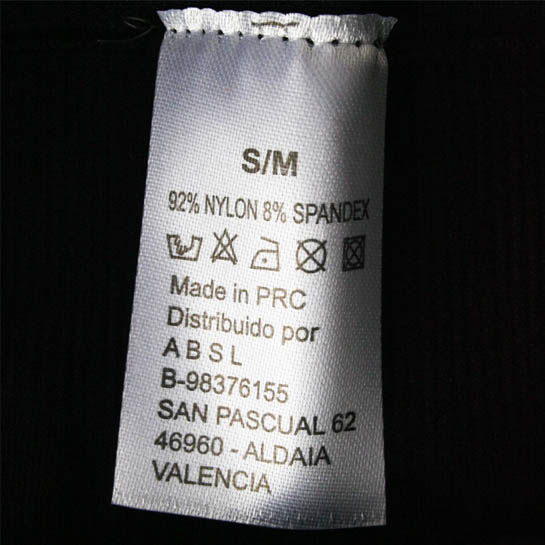 S/M
92% NYLON 8% SPANDEX
Made in PRC
Distribuido por
A B S L
B-98376155
SAN PASCUAL 62
46960 - ALDAIA
VALENCIA